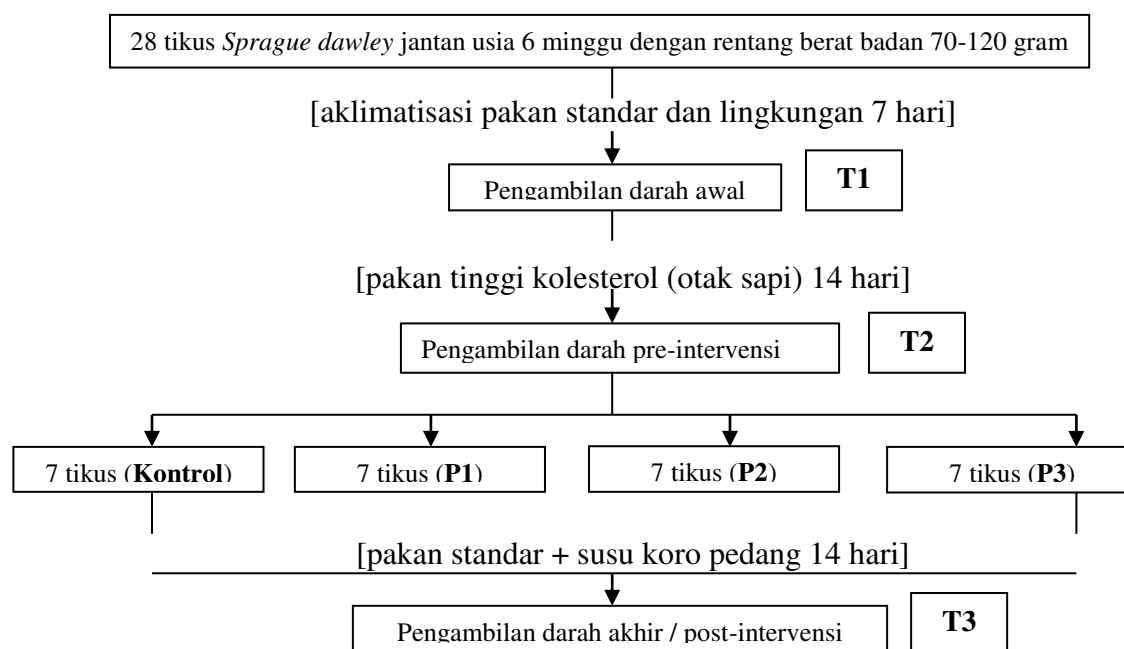 28 tikus Sprague dawley jantan usia 6 minggu dengan rentang berat badan 70-120 gram
[aklimatisasi pakan standar dan lingkungan 7 hari]
Pengambilan darah awal
T1
[pakan tinggi kolesterol (otak sapi) 14 hari]
Pengambilan darah pre-intervensi
T2
7 tikus (Kontrol)
7 tikus (P1)
7 tikus (P2)
7 tikus (P3)
[pakan standar + susu koro pedang 14 hari]
Pengambilan darah akhir / post-intervensi
T3